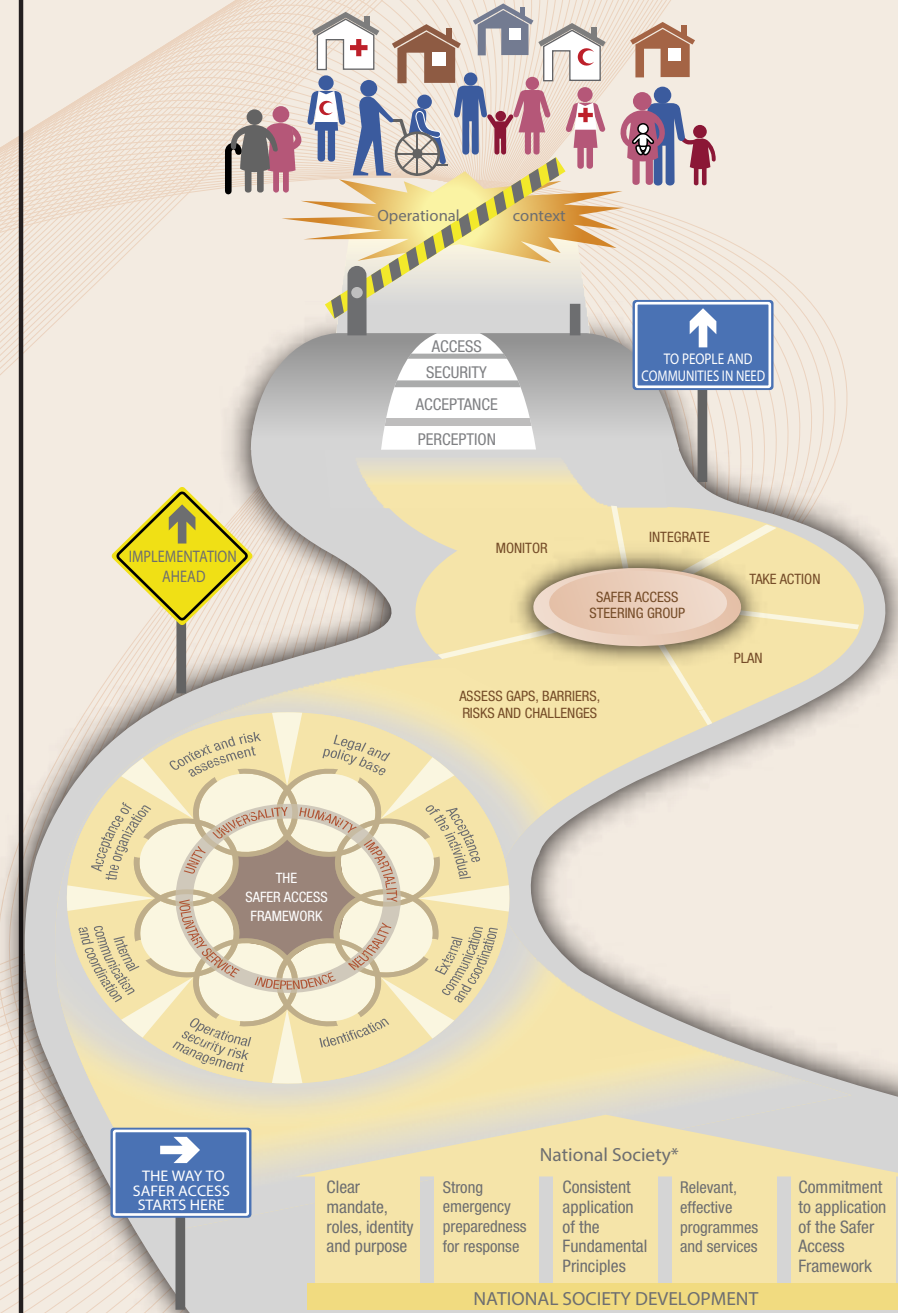 Operational context
ACCESS
SECURITY
ACCEPTANCE
PERCEPTION
TO PEOPLE AND
COMMUNITIES IN NEED
IMPLEMENTATION
AHEAD
MONITOR
INTEGRATE
TAKE ACTION
PLAN
ASSESS GAPS, BARRIERS,
RISKS AND CHALLENGES
SAFER ACCESS
STEERING GROUP
Context and risk
assessment
Legal and
policy base
Acceptance
of the individual
External
communication
and coordination
Identification
Operational
security risk
management
Internal
communication
and coordination
Acceptance of
the organization
HUMANITY
IMPARTIALITY
NEUTRALITY
INDEPENDENCE
VOLUNTARY SERVICE
UNITY
UNIVERSALITY
THE
SAFER ACCESS
FRAMEWORK
THE WAY TO
SAFER ACCESS
STARTS HERE
National Society*
Clear
mandate,
roles, identity
and purpose
Strong
emergency
preparedness
for response
Consistent
application
of the
Fundamental
Principles
Relevant,
effective
programmes
and services
Commitment
to application
of the Safer
Access
Framework
NATIONAL SOCIETY DEVELOPMENT